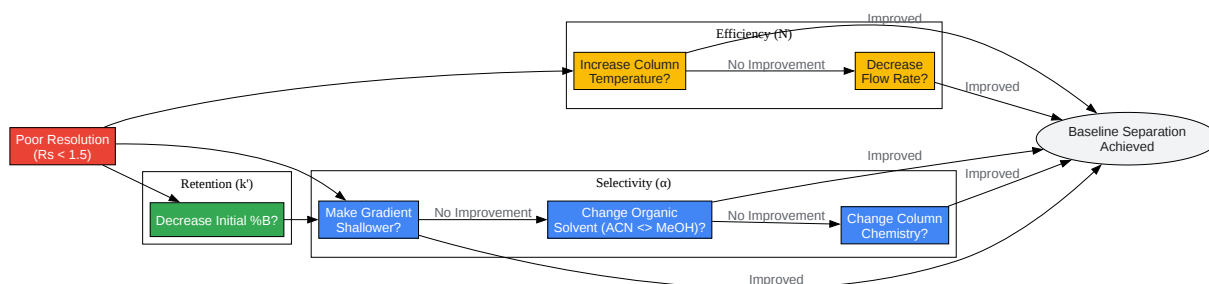 Improved
Efficiency (N)
Increase Column
Temperature?
No Improvement
Decrease
Flow Rate?
Improved
Poor Resolution
(Rs < 1.5)
Baseline Separation
Achieved
Improved
Retention (k')
Decrease Initial %B?
Selectivity (α)
Improved
Make Gradient
Shallower?
No Improvement
Change Organic
Solvent (ACN <> MeOH)?
No Improvement
Change Column
Chemistry?
Improved